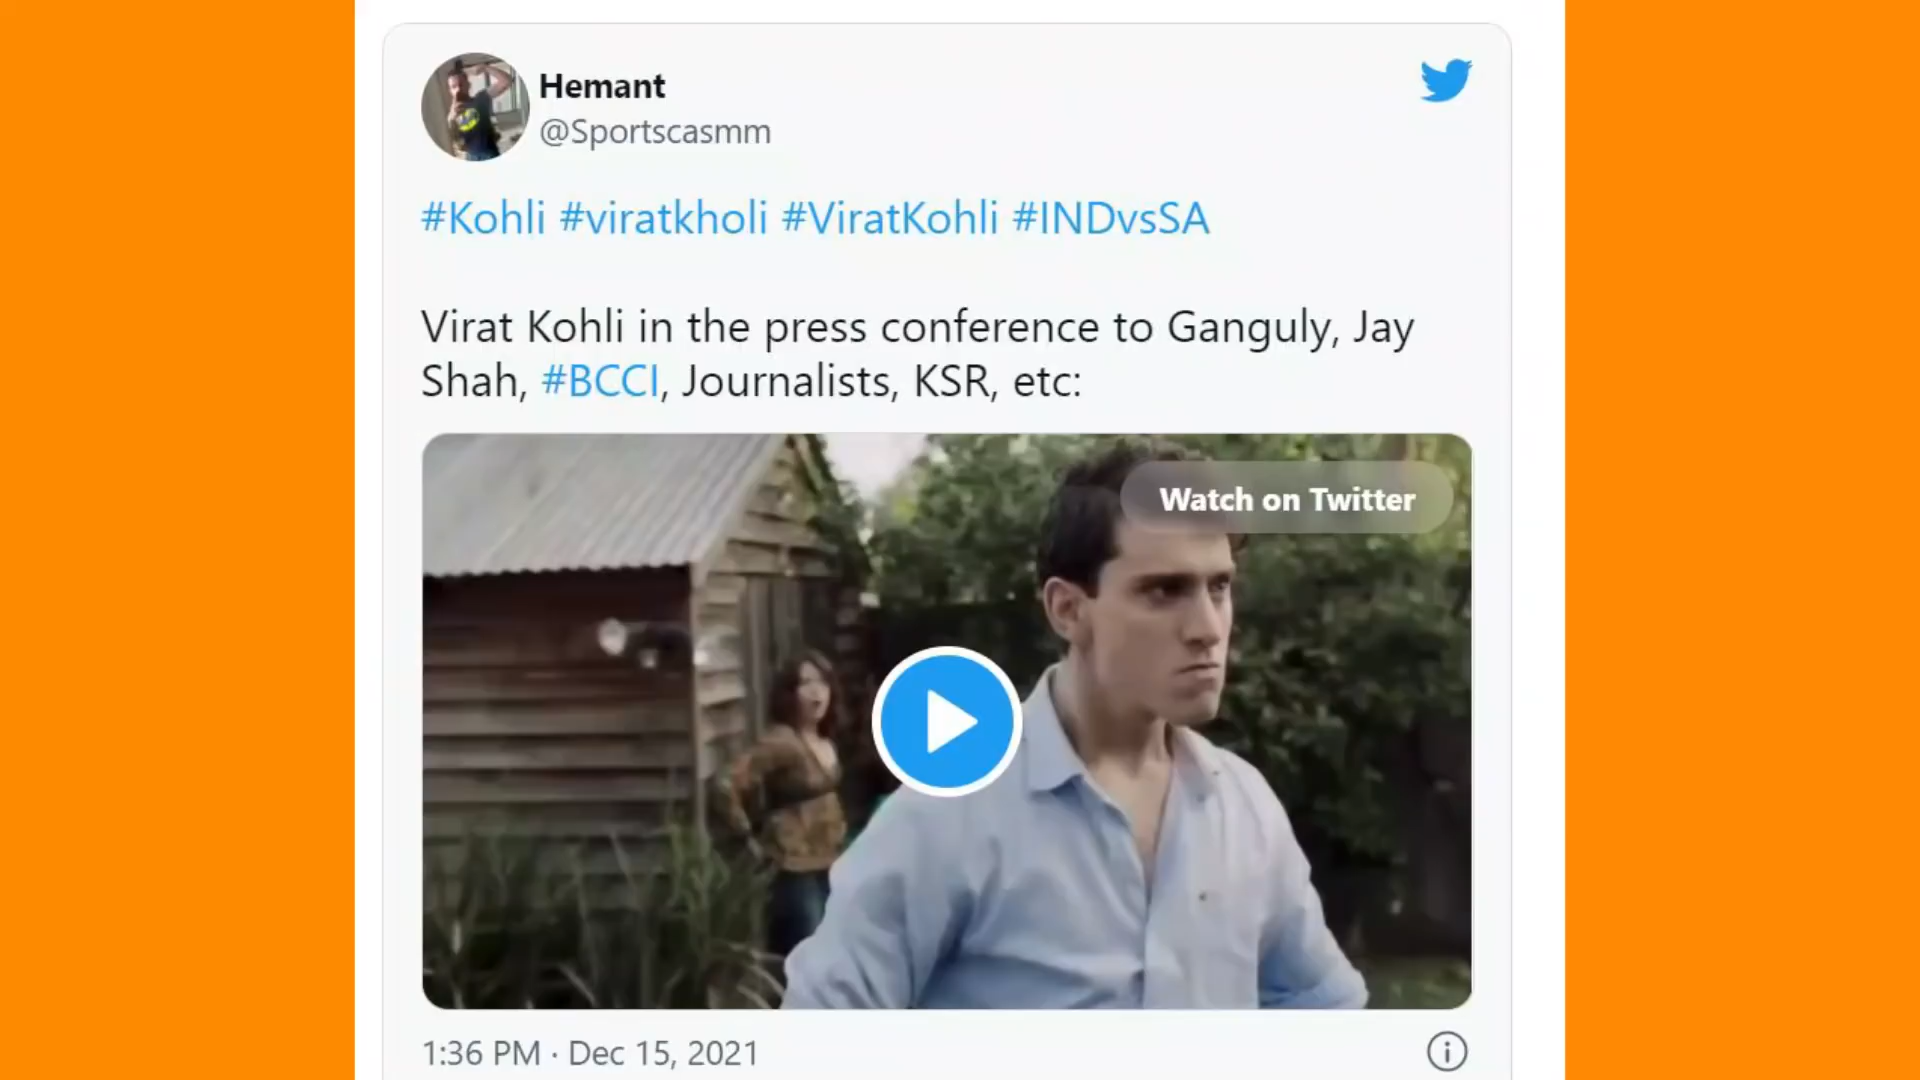 Hemant
@Sportscasmm
#Kohli #viratkholi #ViratKohli #INDvsSA
Virat Kohli in the press conference to Ganguly, Jay
Shah, #BCCI, Journalists, KSR, etc:
Watch on Twitter
1:36 PM · Dec 15, 2021